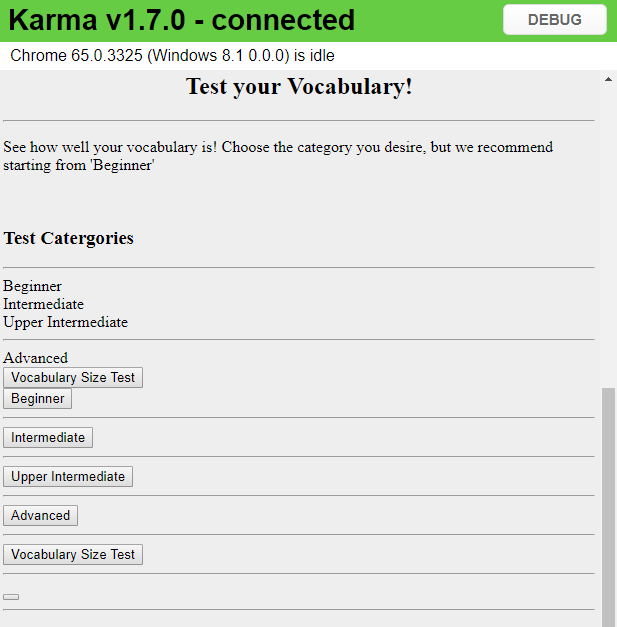 Karma v1.7.0 - connected
DEBUG
Chrome 65.0.3325 (Windows 8.1 0.0.0) is idle
Test your Vocabulary!
See how well your vocabulary is! Choose the category you desire, but we recommend
starting from 'Beginner'
Test Catergories
Beginner
Intermediate
Upper Intermediate
Advanced
Vocabulary Size Test
Beginner
Intermediate
Upper Intermediate
Advanced
Vocabulary Size Test